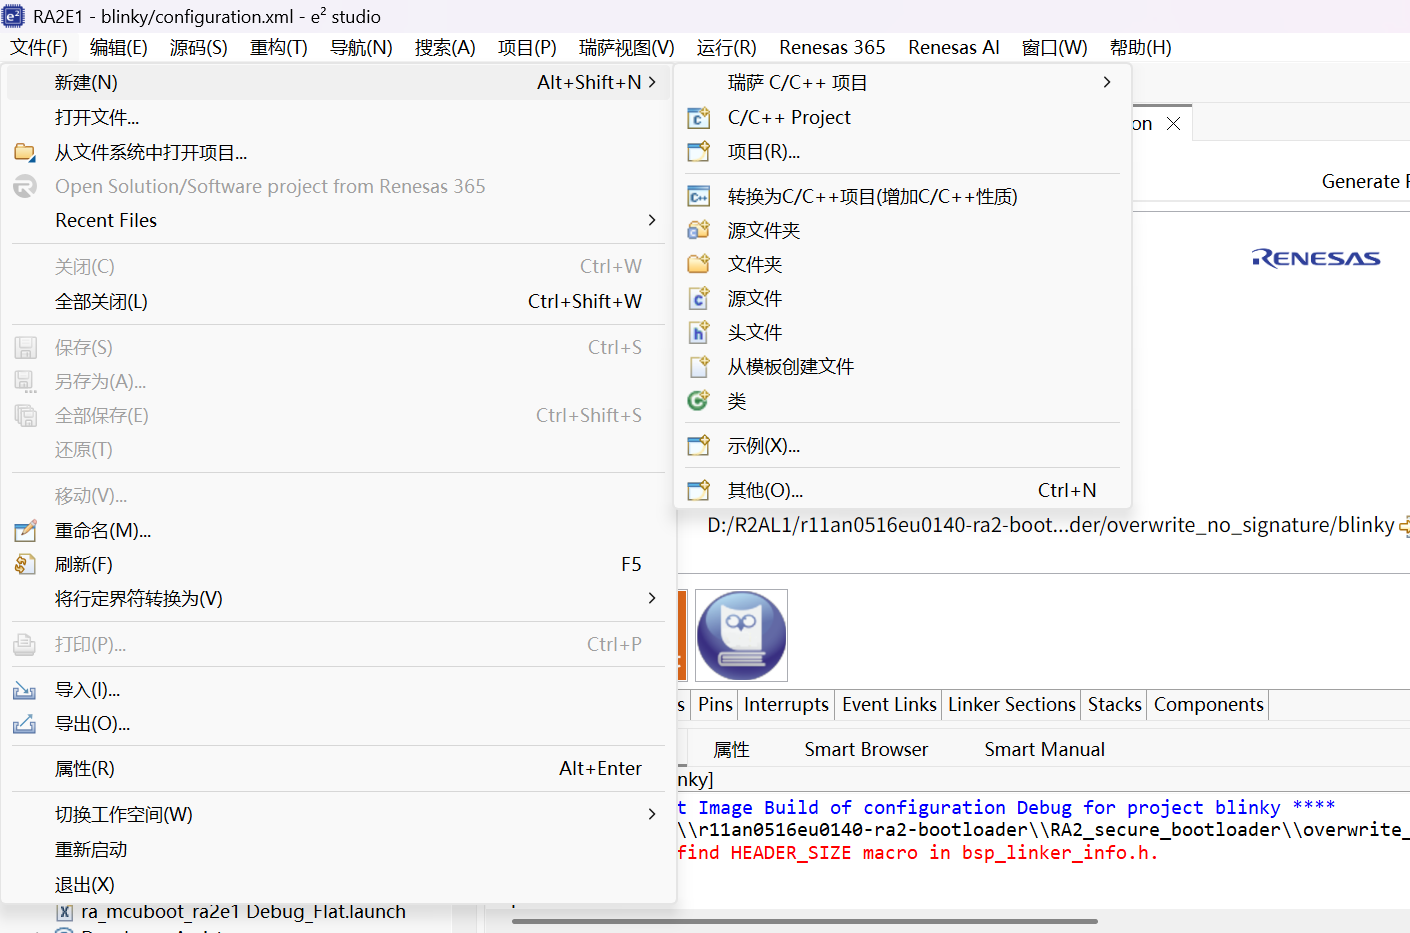 RA2E1 - blinky/configuration.xml - e² studio
文件(F) 编辑(E) 源码(S) 重构(T) 导航(N) 搜索(A) 项目(P) 瑞萨视图(V) 运行(R) Renesas 365 Renesas AI 窗口(W) 帮助(H)
新建(N) Alt+Shift+N
打开文件...
从文件系统中打开项目...
Open Solution/Software project from Renesas 365
Recent Files
关闭(C) Ctrl+W
全部关闭(L) Ctrl+Shift+W
保存(S) Ctrl+S
另存为(A)...
全部保存(E) Ctrl+Shift+S
还原(T)
移动(V)...
重命名(M)...
刷新(F) F5
将行定界符转换为(V)
打印(P)... Ctrl+P
导入(I)...
导出(O)...
属性(R) Alt+Enter
切换工作空间(W)
重新启动
退出(X)
瑞萨 C/C++ 项目
C/C++ Project
项目(R)...
转换为C/C++项目(增加C/C++性质)
源文件夹
文件夹
源文件
头文件
从模板创建文件
类
示例(X)...
其他(O)... Ctrl+N
on
Generate
RENESAS
D:/R2AL1/r11an0516eu0140-ra2-boot...der/overwrite_no_signature/blinky
s Pins Interrupts Event Links Linker Sections Stacks Components
属性 Smart Browser Smart Manual
nky]
t Image Build of configuration Debug for project blinky ****
\\r11an0516eu0140-ra2-bootloader\\RA2_secure_bootloader\\overwrite_
find HEADER_SIZE macro in bsp_linker_info.h.
ra_mcuboot_ra2e1 Debug_Flat.launch